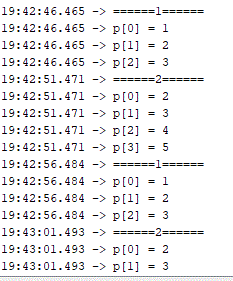 19:42:46.465 -> ======1======
19:42:46.465 -> p[0] = 1
19:42:46.465 -> p[1] = 2
19:42:46.465 -> p[2] = 3
19:42:51.471 -> ======2======
19:42:51.471 -> p[0] = 2
19:42:51.471 -> p[1] = 3
19:42:51.471 -> p[2] = 4
19:42:51.471 -> p[3] = 5
19:42:56.484 -> ======1======
19:42:56.484 -> p[0] = 1
19:42:56.484 -> p[1] = 2
19:42:56.484 -> p[2] = 3
19:43:01.493 -> ======2======
19:43:01.493 -> p[0] = 2
19:43:01.493 -> p[1] = 3